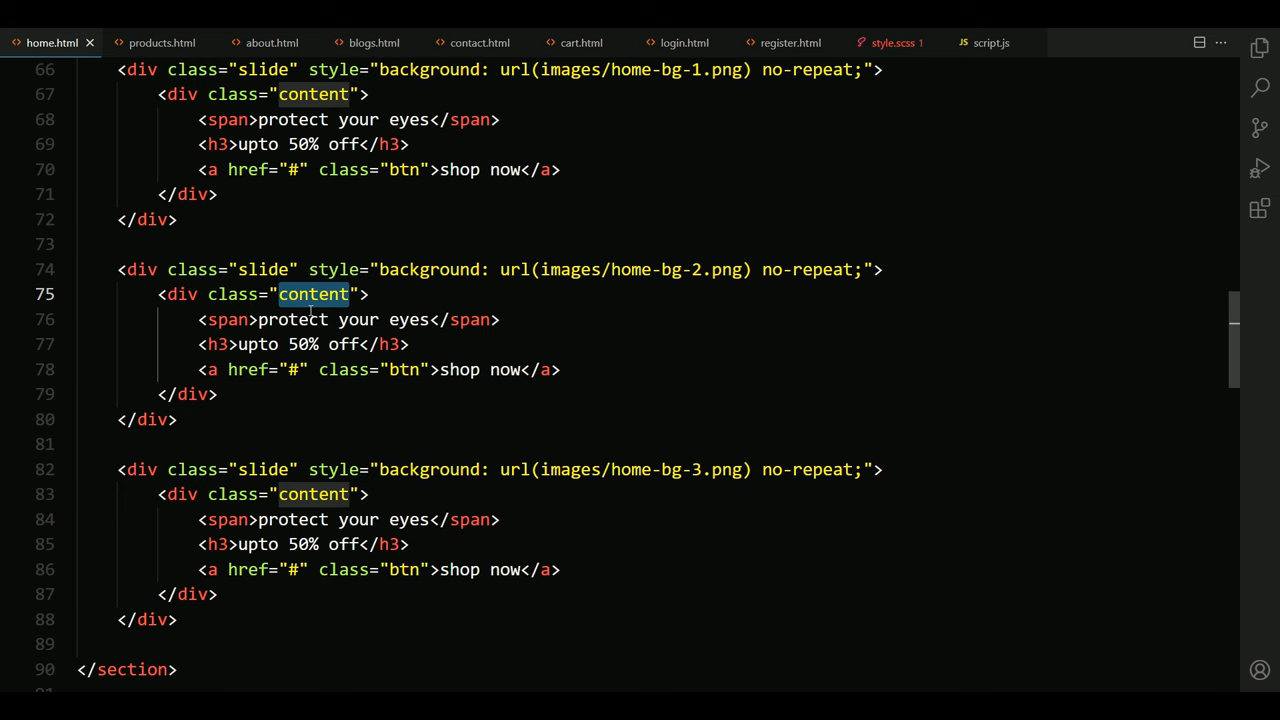 home.html products.html about.html blogs.html contact.html cart.html login.html register.html style.scss 1 JS script.js
66 <div class="slide" style="background: url(images/home-bg-1.png) no-repeat;">
67 <div class="content">
68 <span>protect your eyes</span>
69 <h3>upto 50% off</h3>
70 <a href="#" class="btn">shop now</a>
71 </div>
72 </div>
73
74 <div class="slide" style="background: url(images/home-bg-2.png) no-repeat;">
75 <div class="content">
76 <span>protect your eyes</span>
77 <h3>upto 50% off</h3>
78 <a href="#" class="btn">shop now</a>
79 </div>
80 </div>
81
82 <div class="slide" style="background: url(images/home-bg-3.png) no-repeat;">
83 <div class="content">
84 <span>protect your eyes</span>
85 <h3>upto 50% off</h3>
86 <a href="#" class="btn">shop now</a>
87 </div>
88 </div>
89
90 </section>